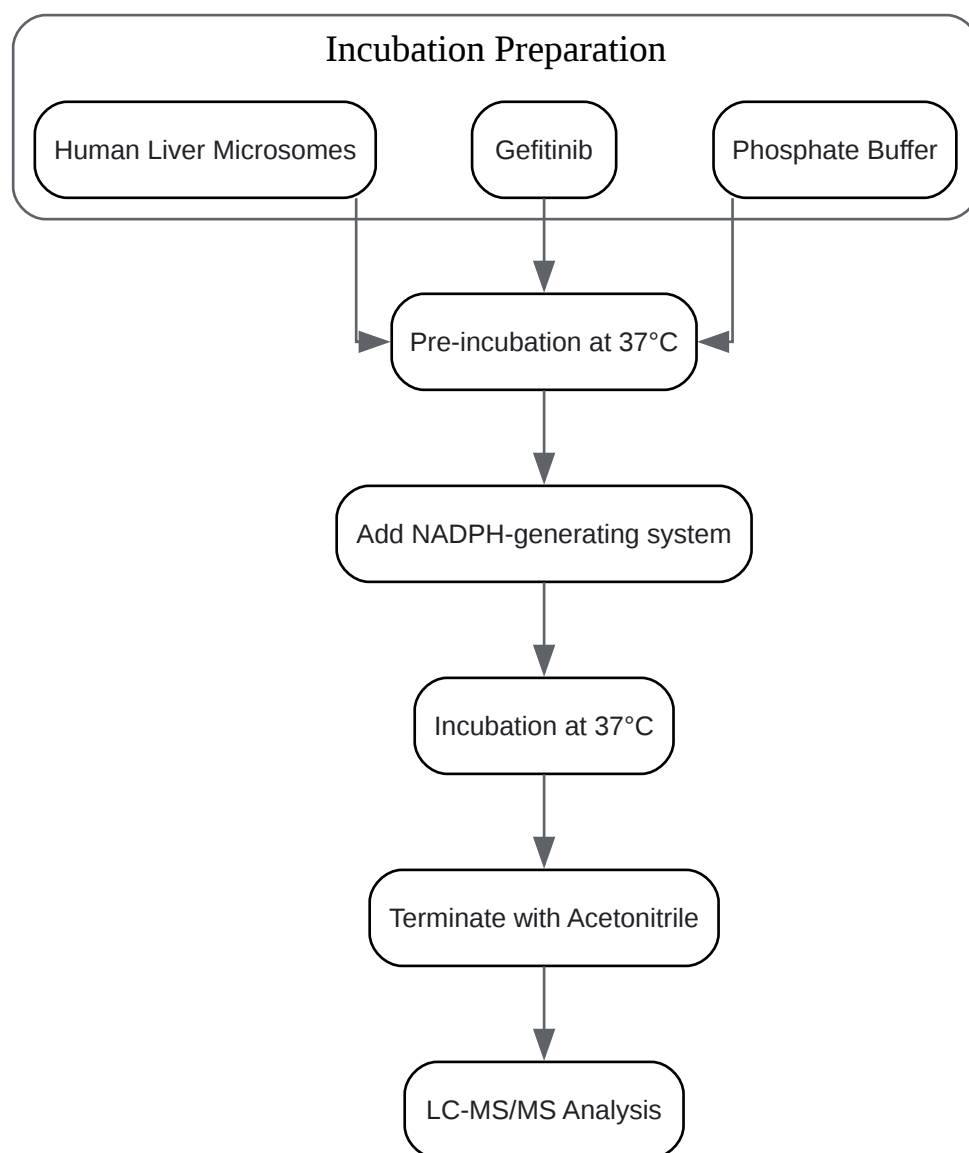 Incubation Preparation
Human Liver Microsomes
Gefitinib
Phosphate Buffer
Pre-incubation at 37°C
Add NADPH-generating system
Incubation at 37°C
Terminate with Acetonitrile
LC-MS/MS Analysis